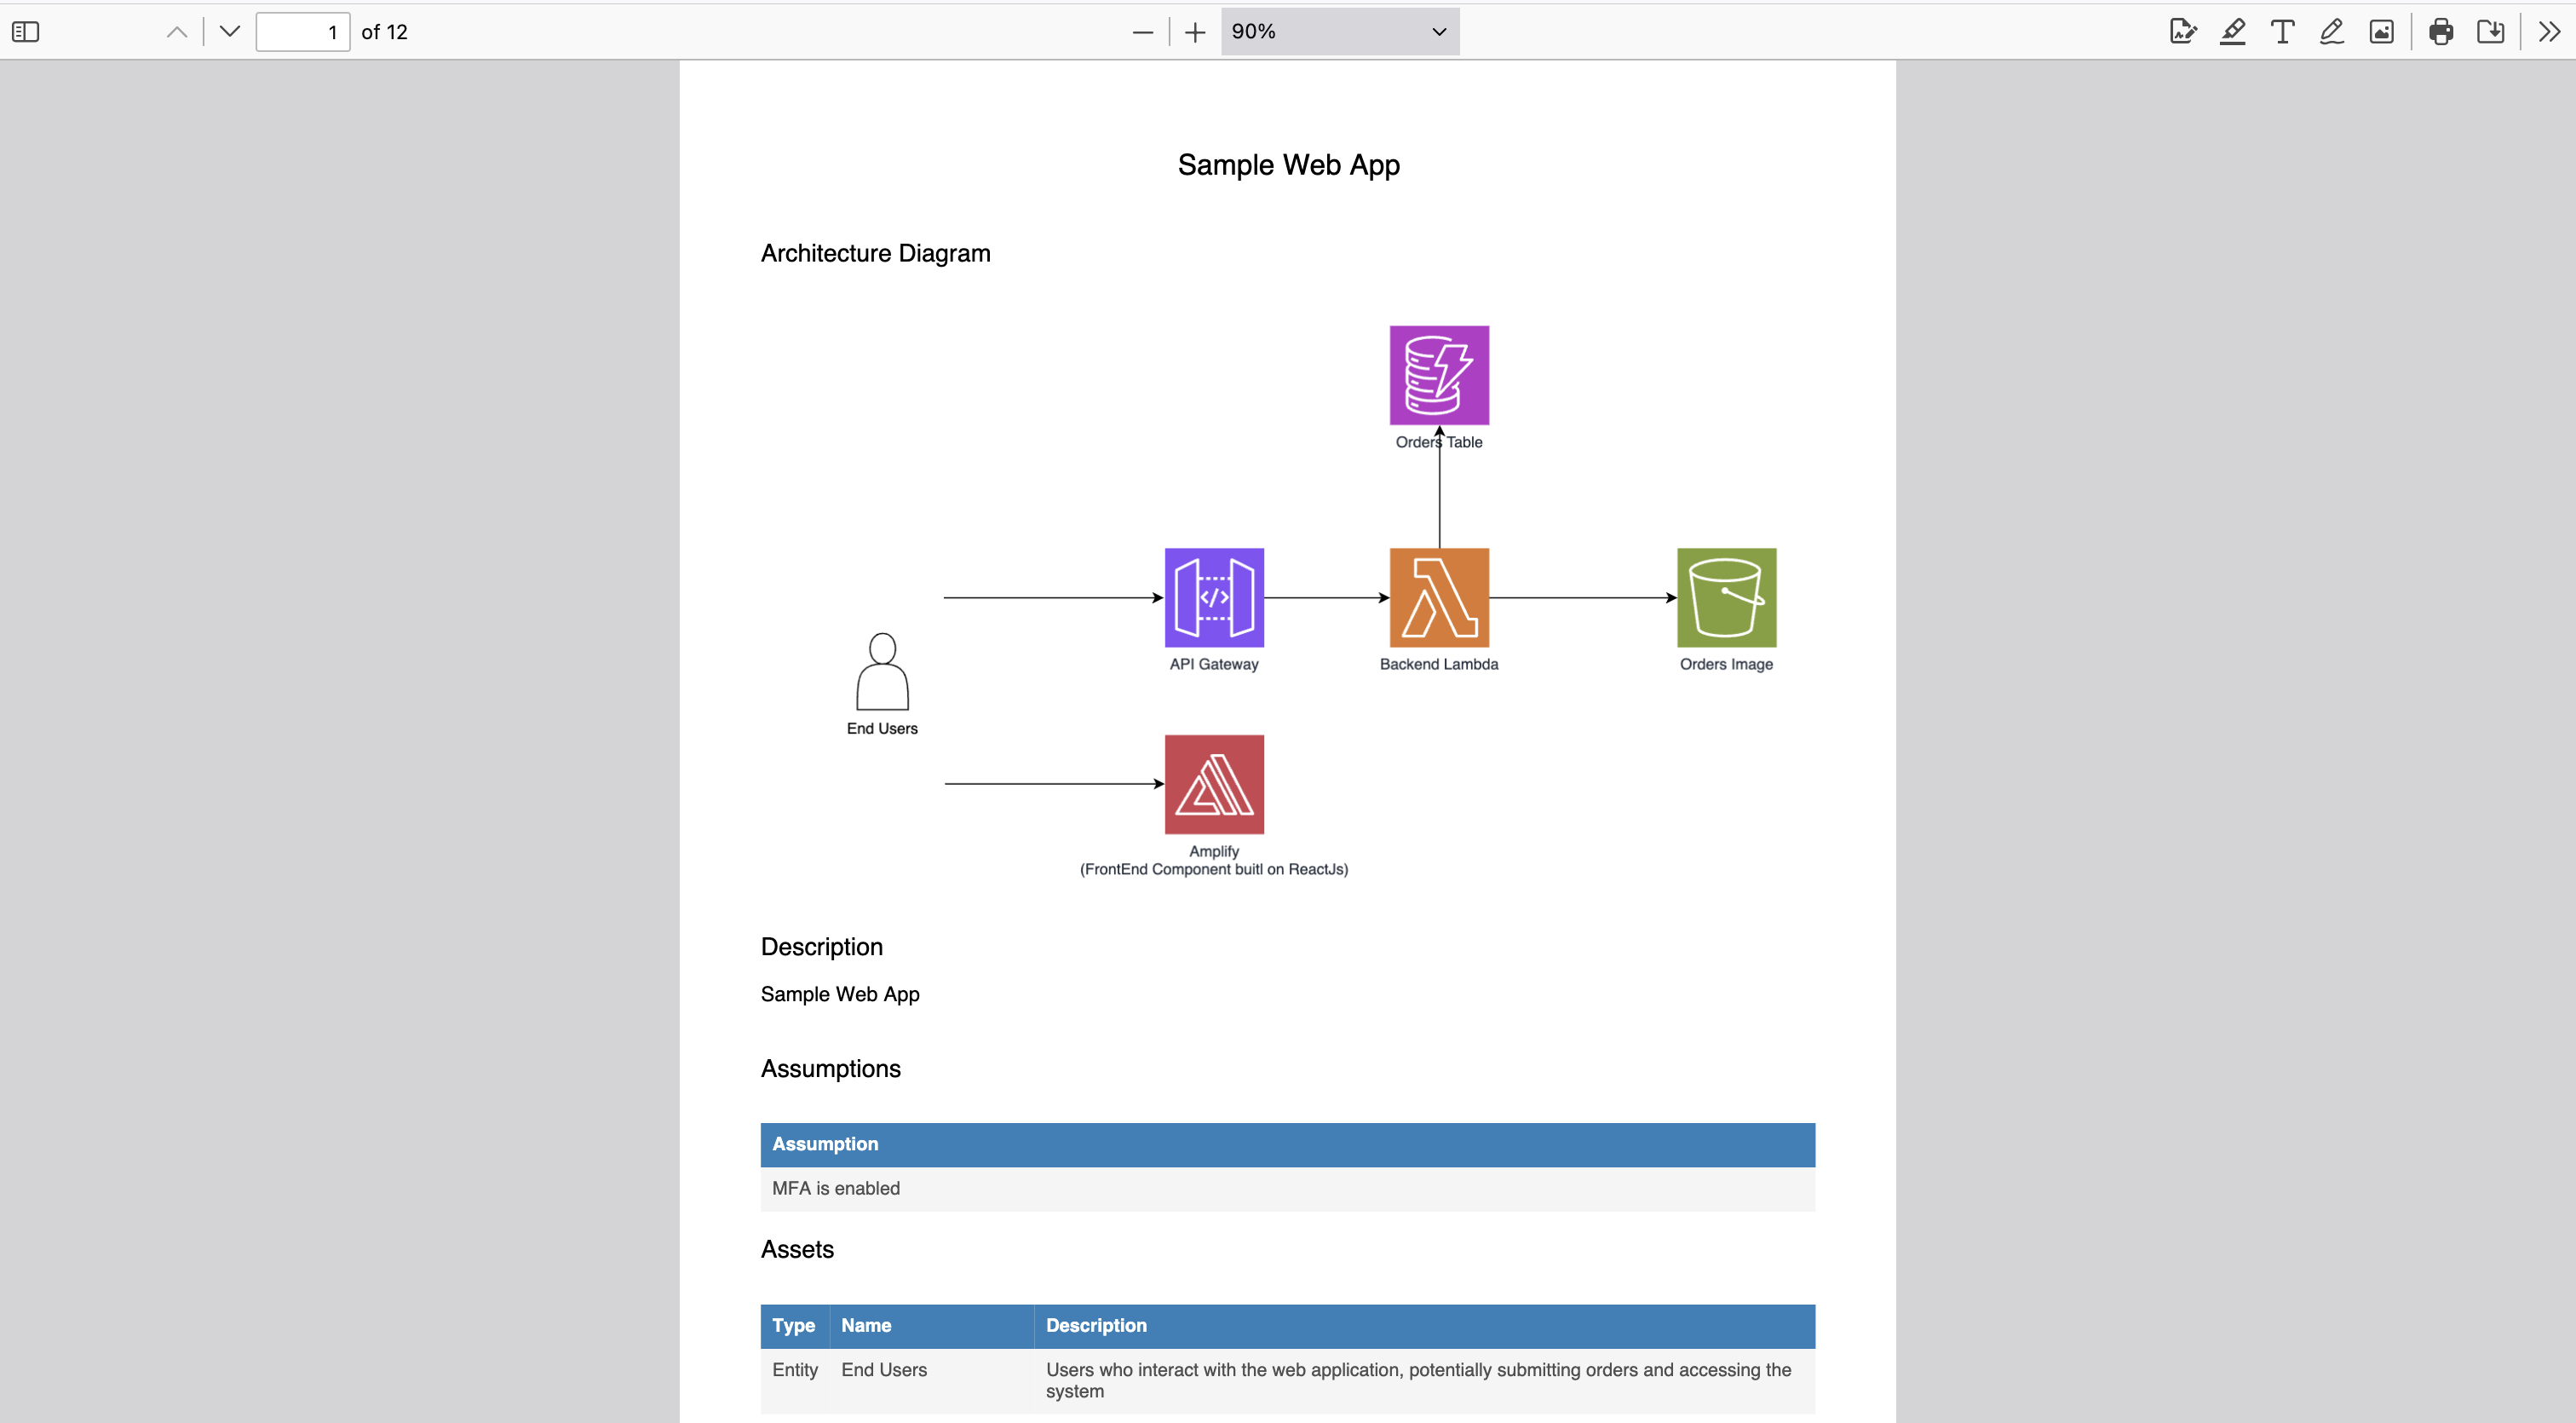 1 of 12
90%
Sample Web App
Architecture Diagram
Orders Table
API Gateway
Backend Lambda
Orders Image
End Users
Amplify
(FrontEnd Component buitl on ReactJs)
Description
Sample Web App
Assumptions
Assumption
MFA is enabled
Assets
Type Name Description
Entity End Users Users who interact with the web application, potentially submitting orders and accessing the
system